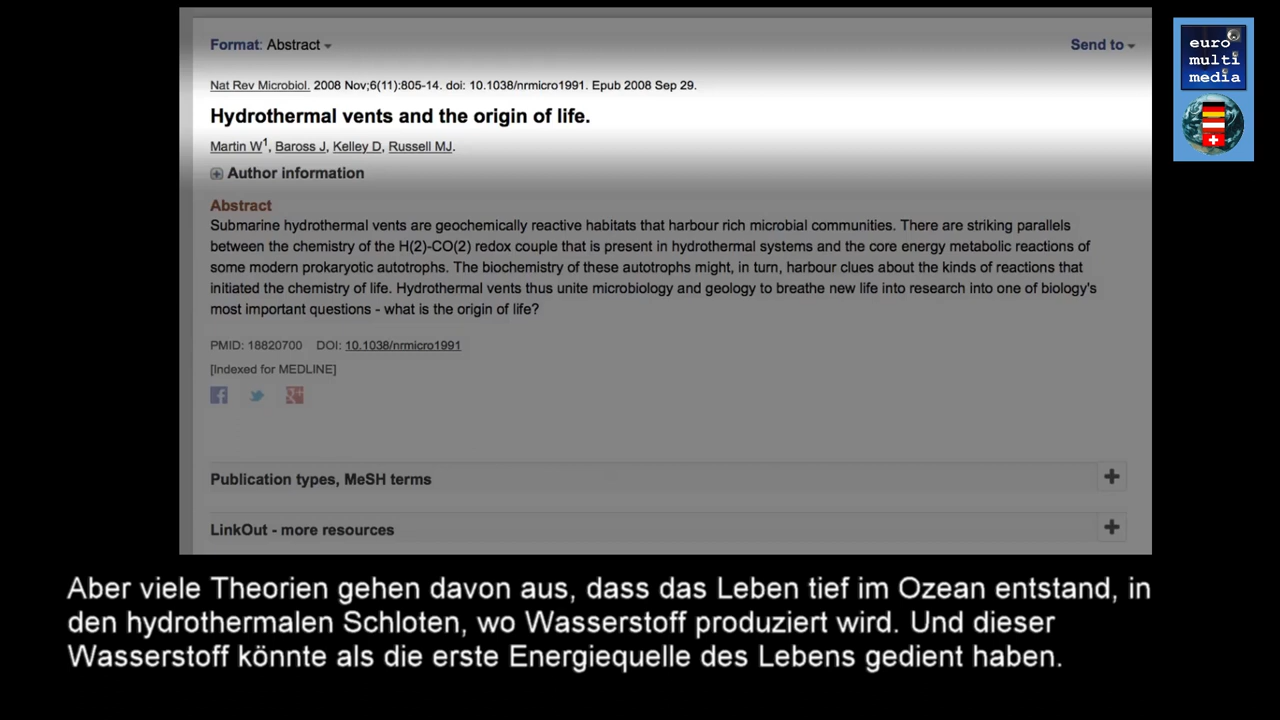 Format: Abstract
Send to
Nat Rev Microbiol. 2008 Nov;6(11):805-14. doi: 10.1038/nrmicro1991. Epub 2008 Sep 29.
Hydrothermal vents and the origin of life.
Martin W1, Baross J, Kelley D, Russell MJ.
Author information
Abstract
Submarine hydrothermal vents are geochemically reactive habitats that harbour rich microbial communities. There are striking parallels
between the chemistry of the H(2)-CO(2) redox couple that is present in hydrothermal systems and the core energy metabolic reactions of
some modern prokaryotic autotrophs. The biochemistry of these autotrophs might, in turn, harbour clues about the kinds of reactions that
initiated the chemistry of life. Hydrothermal vents thus unite microbiology and geology to breathe new life into research into one of biology's
most important questions - what is the origin of life?
PMID: 18820700 DOI: 10.1038/nrmicro1991
[Indexed for MEDLINE]
Publication types, MeSH terms
LinkOut - more resources
euro
multi
media
Aber viele Theorien gehen davon aus, dass das Leben tief im Ozean entstand, in
den hydrothermalen Schloten, wo Wasserstoff produziert wird. Und dieser
Wasserstoff könnte als die erste Energiequelle des Lebens gedient haben.